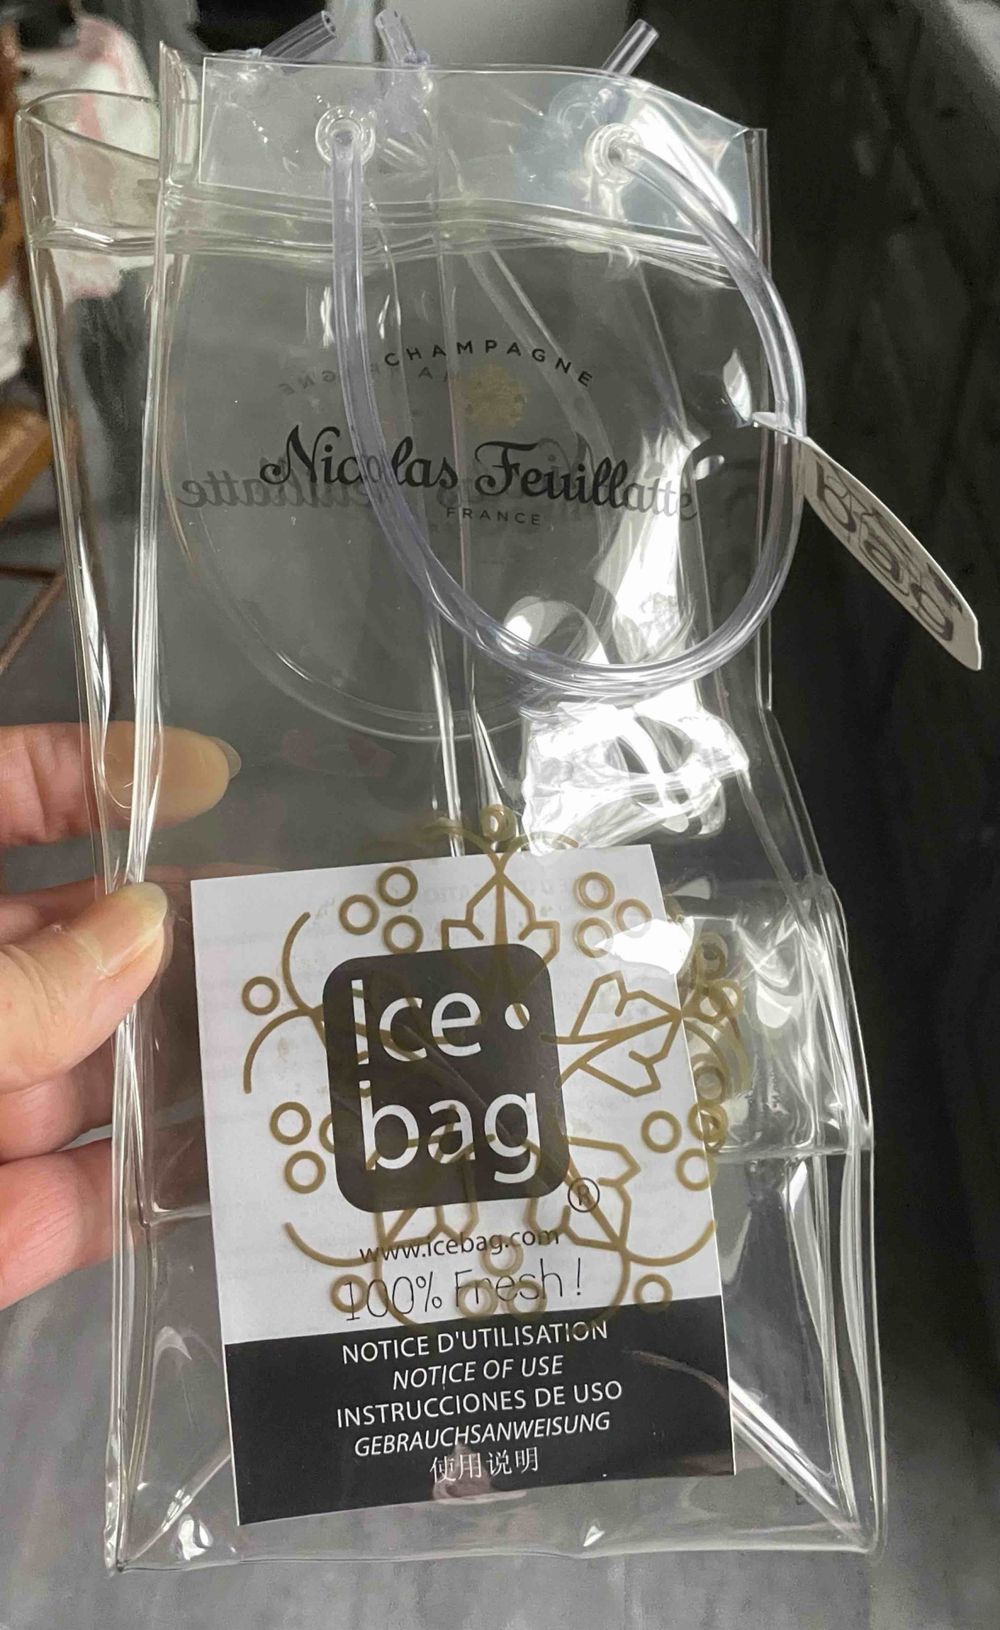 CHAMPAGNE
Nicolas Feuillatte
FRANCE
bag
ice
bag
®
www.icebag.com
100% Fresh!
NOTICE D'UTILISATION
NOTICE OF USE
INSTRUCCIONES DE USO
GEBRAUCHSANWEISUNG
使用说明